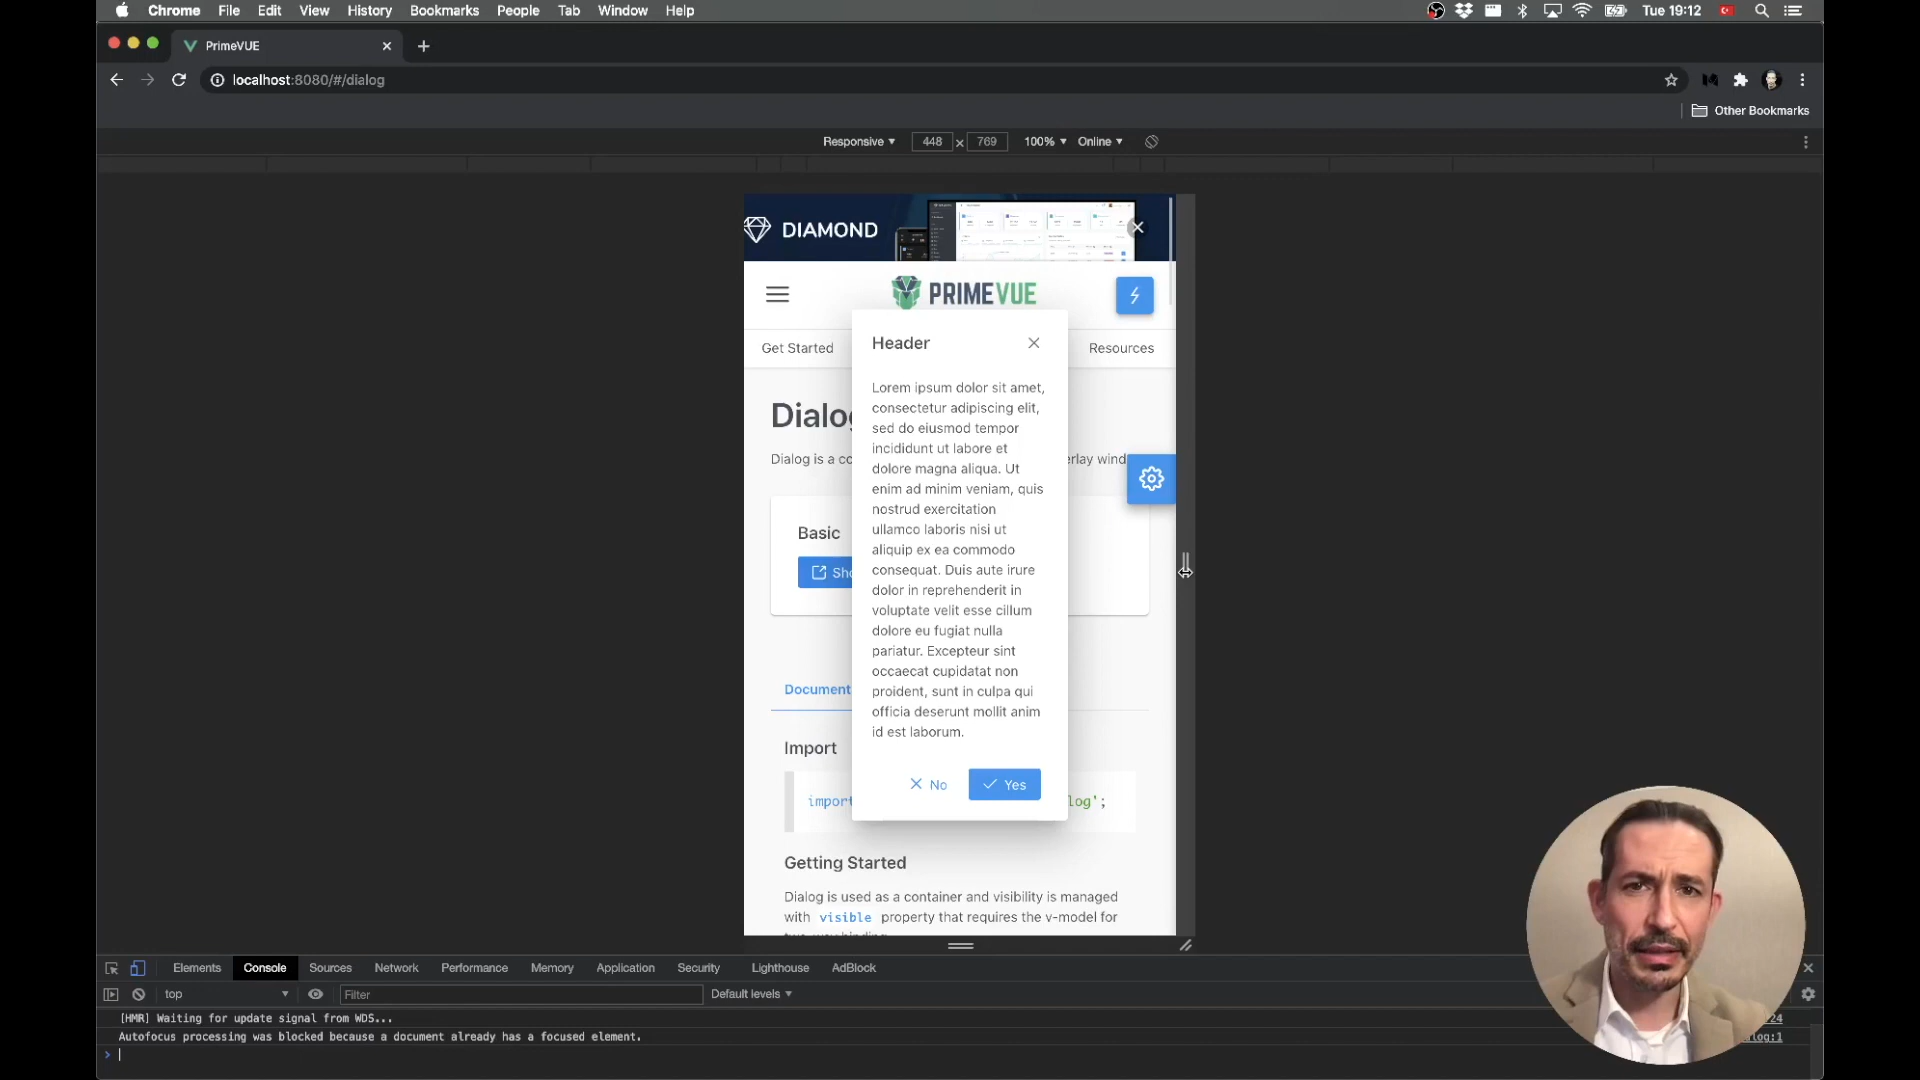 Chrome File Edit View History Bookmarks People Tab Window Help
Tue 19:12
PrimeVUE
localhost:8080/#/dialog
Other Bookmarks
Responsive 448 × 769 100% Online
DIAMOND
PRIMEVUE
Get Started
Resources
Header
Lorem ipsum dolor sit amet,
consectetur adipiscing elit,
sed do eiusmod tempor
incididunt ut labore et
dolore magna aliqua. Ut
enim ad minim veniam, quis
nostrud exercitation
ullamco laboris nisi ut
aliquip ex ea commodo
consequat. Duis aute irure
dolor in reprehenderit in
voluptate velit esse cillum
dolore eu fugiat nulla
pariatur. Excepteur sint
occaecat cupidatat non
proident, sunt in culpa qui
officia deserunt mollit anim
id est laborum.
No Yes
Dialo
Dialog is a co
erlay wind
Basic
Sho
Document
Import
import
log';
Getting Started
Dialog is used as a container and visibility is managed
with visible property that requires the v-model for
Elements Console Sources Network Performance Memory Application Security Lighthouse AdBlock
top Filter Default levels
[HMR] Waiting for update signal from WDS...
24
Autofocus processing was blocked because a document already has a focused element.
alog:1